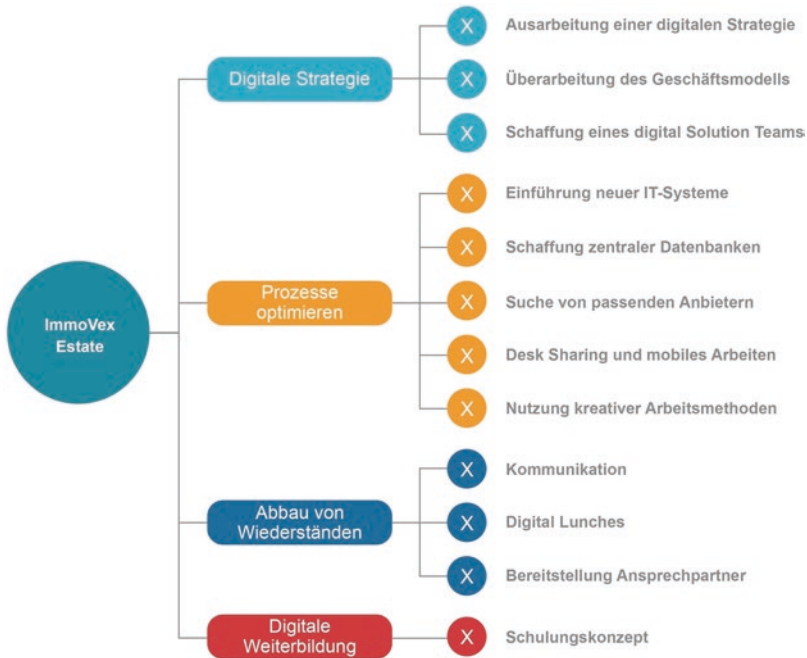 ImmoVex
Estate
Digitale Strategie
X Ausarbeitung einer digitalen Strategie
X Überarbeitung des Geschäftsmodells
X Schaffung eines digital Solution Teams
Prozesse
optimieren
X Einführung neuer IT-Systeme
X Schaffung zentraler Datenbanken
X Suche von passenden Anbietern
X Desk Sharing und mobiles Arbeiten
X Nutzung kreativer Arbeitsmethoden
Abbau von
Wiederständen
X Kommunikation
X Digital Lunches
X Bereitstellung Ansprechpartner
Digitale
Weiterbildung
X Schulungskonzept